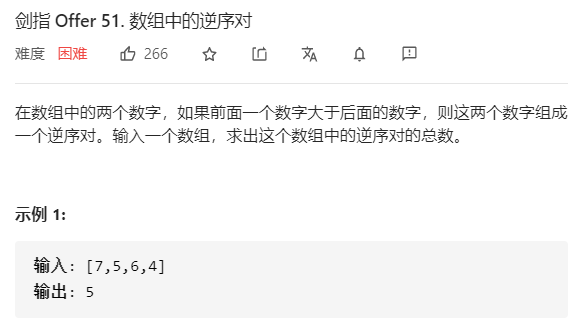 剑指 Offer 51. 数组中的逆序对
难度 困难 266
在数组中的两个数字，如果前面一个数字大于后面的数字，则这两个数字组成
一个逆序对。输入一个数组，求出这个数组中的逆序对的总数。
示例 1:
输入: [7,5,6,4]
输出: 5